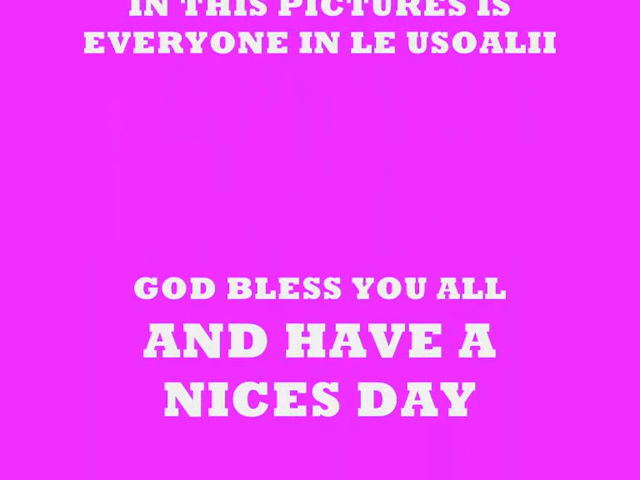 IN THIS PICTURES IS
EVERYONE IN LE USOALII
GOD BLESS YOU ALL
AND HAVE A
NICES DAY